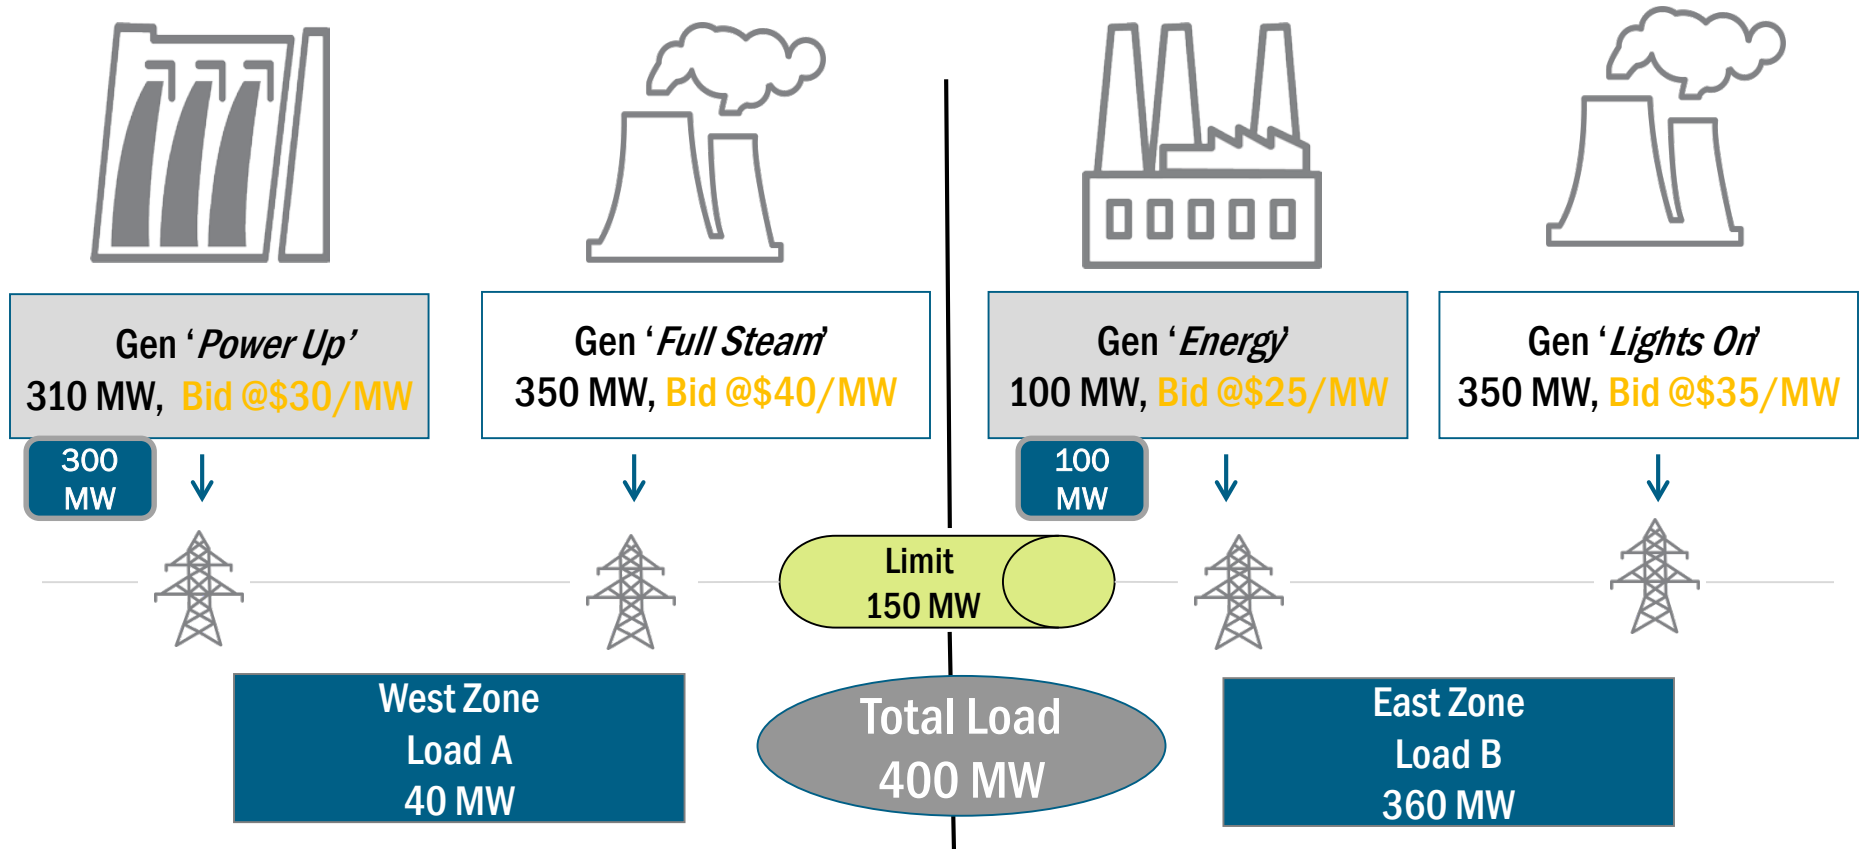 Gen ‘Power Up’
310 MW, Bid @$30/MW
Gen ‘Full Steam’
350 MW, Bid @$40/MW
Gen ‘Energy’
100 MW, Bid @$25/MW
Gen ‘Lights On’
350 MW, Bid @$35/MW
300
MW
100
MW
Limit
150 MW
West Zone
Load A
40 MW
Total Load
400 MW
East Zone
Load B
360 MW